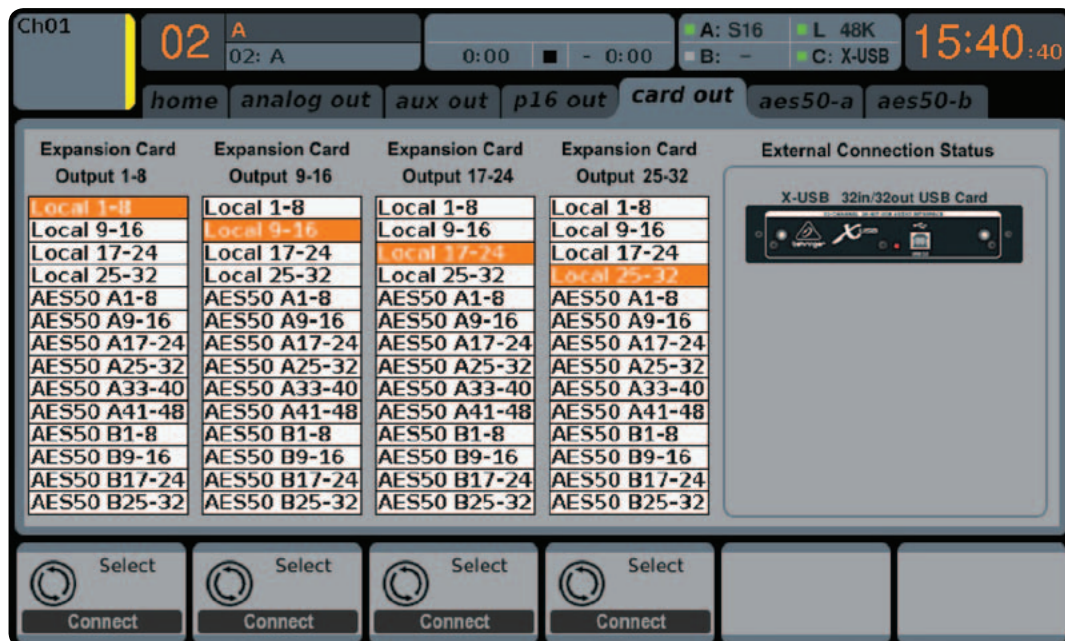 Ch01
02
A
02: A
0:00 - 0:00
A: S16
B: -
L 48K
C: X-USB
15:40:40
home
analog out
aux out
p16 out
card out
aes50-a
aes50-b
Expansion Card
Output 1-8
Local 1-8
Local 9-16
Local 17-24
Local 25-32
AES50 A1-8
AES50 A9-16
AES50 A17-24
AES50 A25-32
AES50 A33-40
AES50 A41-48
AES50 B1-8
AES50 B9-16
AES50 B17-24
AES50 B25-32
Expansion Card
Output 9-16
Local 1-8
Local 9-16
Local 17-24
Local 25-32
AES50 A1-8
AES50 A9-16
AES50 A17-24
AES50 A25-32
AES50 A33-40
AES50 A41-48
AES50 B1-8
AES50 B9-16
AES50 B17-24
AES50 B25-32
Expansion Card
Output 17-24
Local 1-8
Local 9-16
Local 17-24
Local 25-32
AES50 A1-8
AES50 A9-16
AES50 A17-24
AES50 A25-32
AES50 A33-40
AES50 A41-48
AES50 B1-8
AES50 B9-16
AES50 B17-24
AES50 B25-32
Expansion Card
Output 25-32
Local 1-8
Local 9-16
Local 17-24
Local 25-32
AES50 A1-8
AES50 A9-16
AES50 A17-24
AES50 A25-32
AES50 A33-40
AES50 A41-48
AES50 B1-8
AES50 B9-16
AES50 B17-24
AES50 B25-32
External Connection Status
X-USB 32in/32out USB Card
behringer
X-USB
Select
Connect
Select
Connect
Select
Connect
Select
Connect